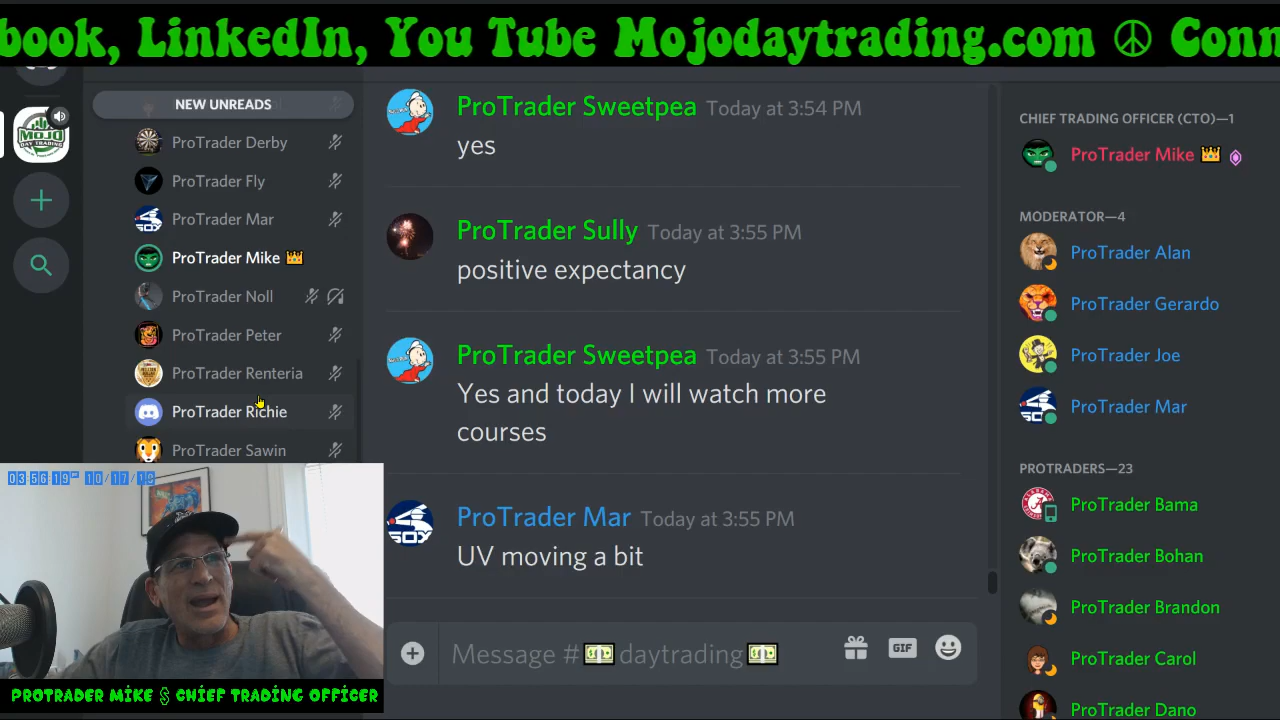 book, LinkedIn, You Tube Mojodaytrading.com ☮ Conn
NEW UNREADS
ProTrader Derby
ProTrader Fly
ProTrader Mar
ProTrader Mike 👑
ProTrader Noll
ProTrader Peter
ProTrader Renteria
ProTrader Richie
ProTrader Sawin
MOJO
DAY TRADING
ProTrader Sweetpea Today at 3:54 PM
yes
ProTrader Sully Today at 3:55 PM
positive expectancy
ProTrader Sweetpea Today at 3:55 PM
Yes and today I will watch more
courses
ProTrader Mar Today at 3:55 PM
UV moving a bit
Message # 💵 daytrading 💵
GIF
CHIEF TRADING OFFICER (CTO)—1
ProTrader Mike 👑
MODERATOR—4
ProTrader Alan
ProTrader Gerardo
ProTrader Joe
ProTrader Mar
PROTRADERS—23
ProTrader Bama
ProTrader Bohan
ProTrader Brandon
ProTrader Carol
ProTrader Dano
PROTRADER MIKE $ CHIEF TRADING OFFICER